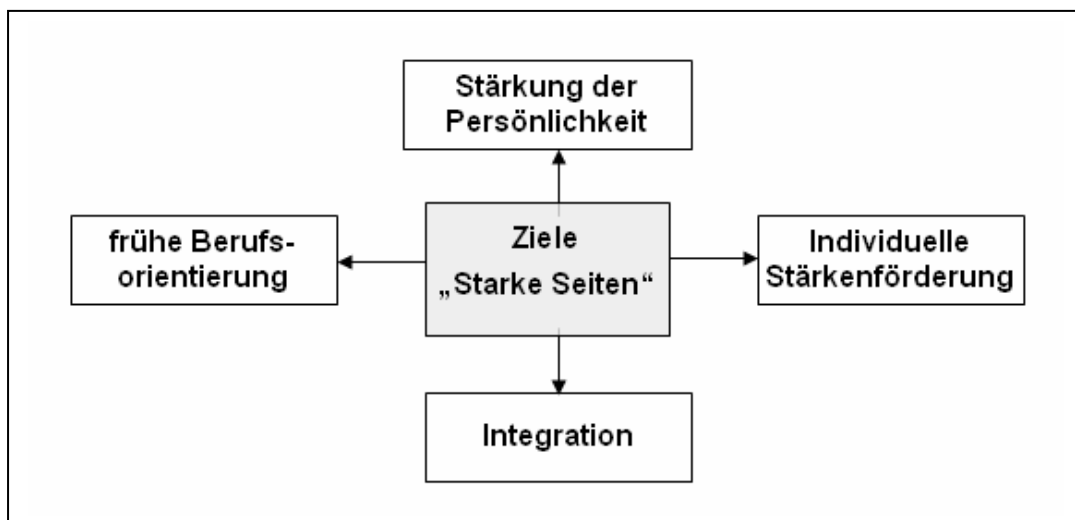 Stärkung der
Persönlichkeit
frühe Berufs-
orientierung
Ziele
„Starke Seiten“
Individuelle
Stärkenförderung
Integration